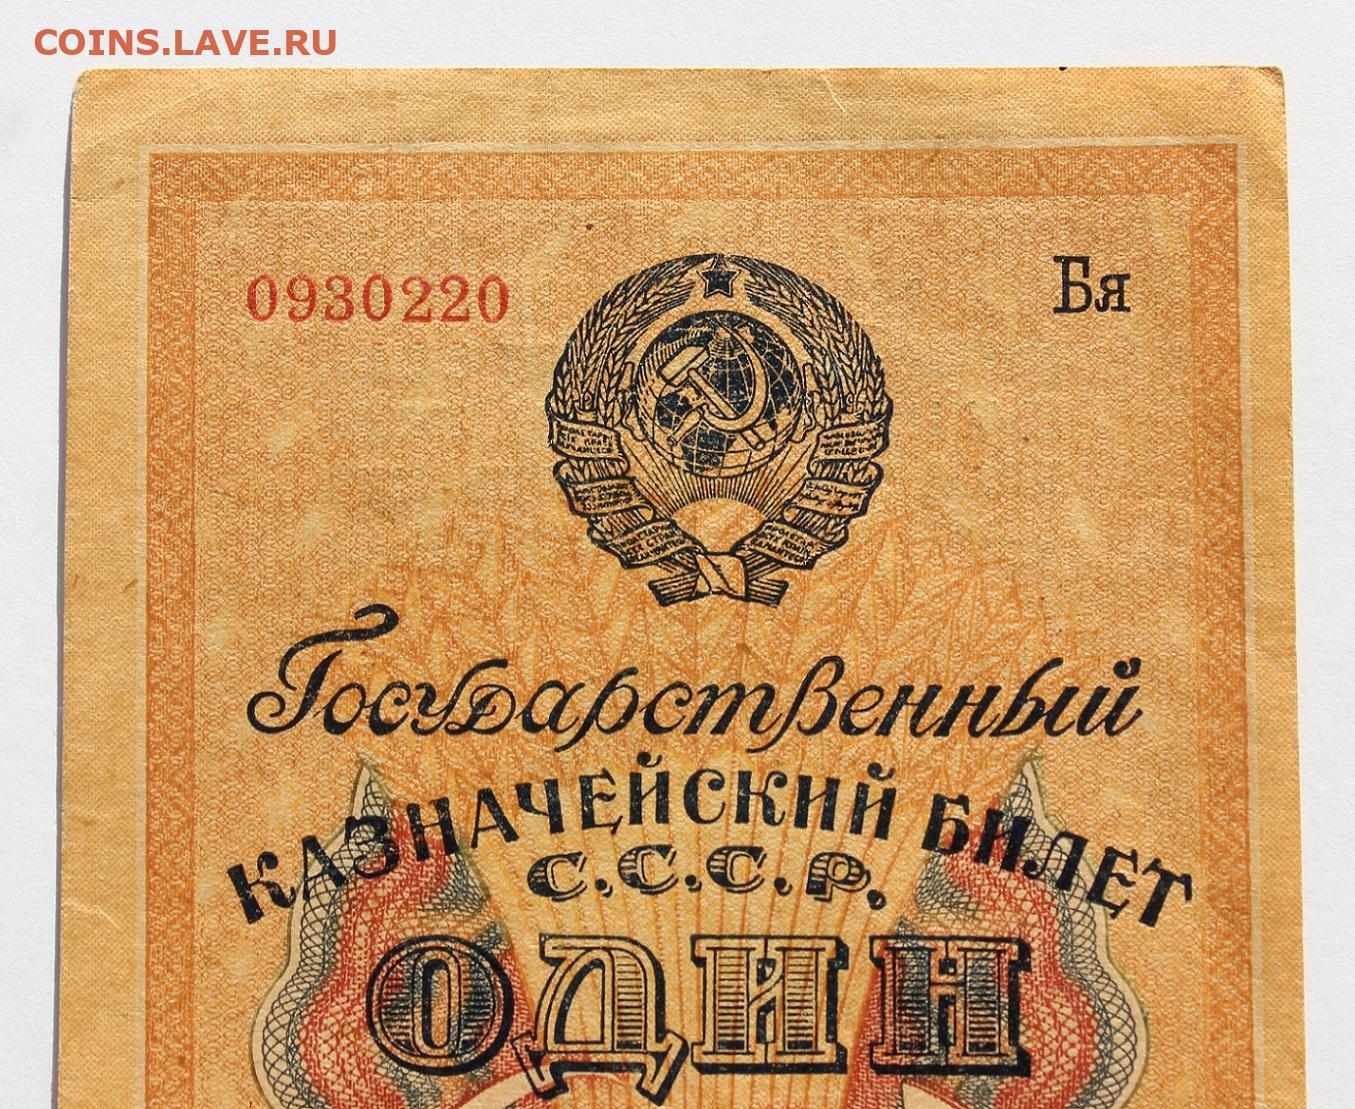 COINS.LAVE.RU
0930220
Бя
Государственный
КАЗНАЧЕЙСКИЙ БИЛЕТ
С.С.С.Р.
ОДИН